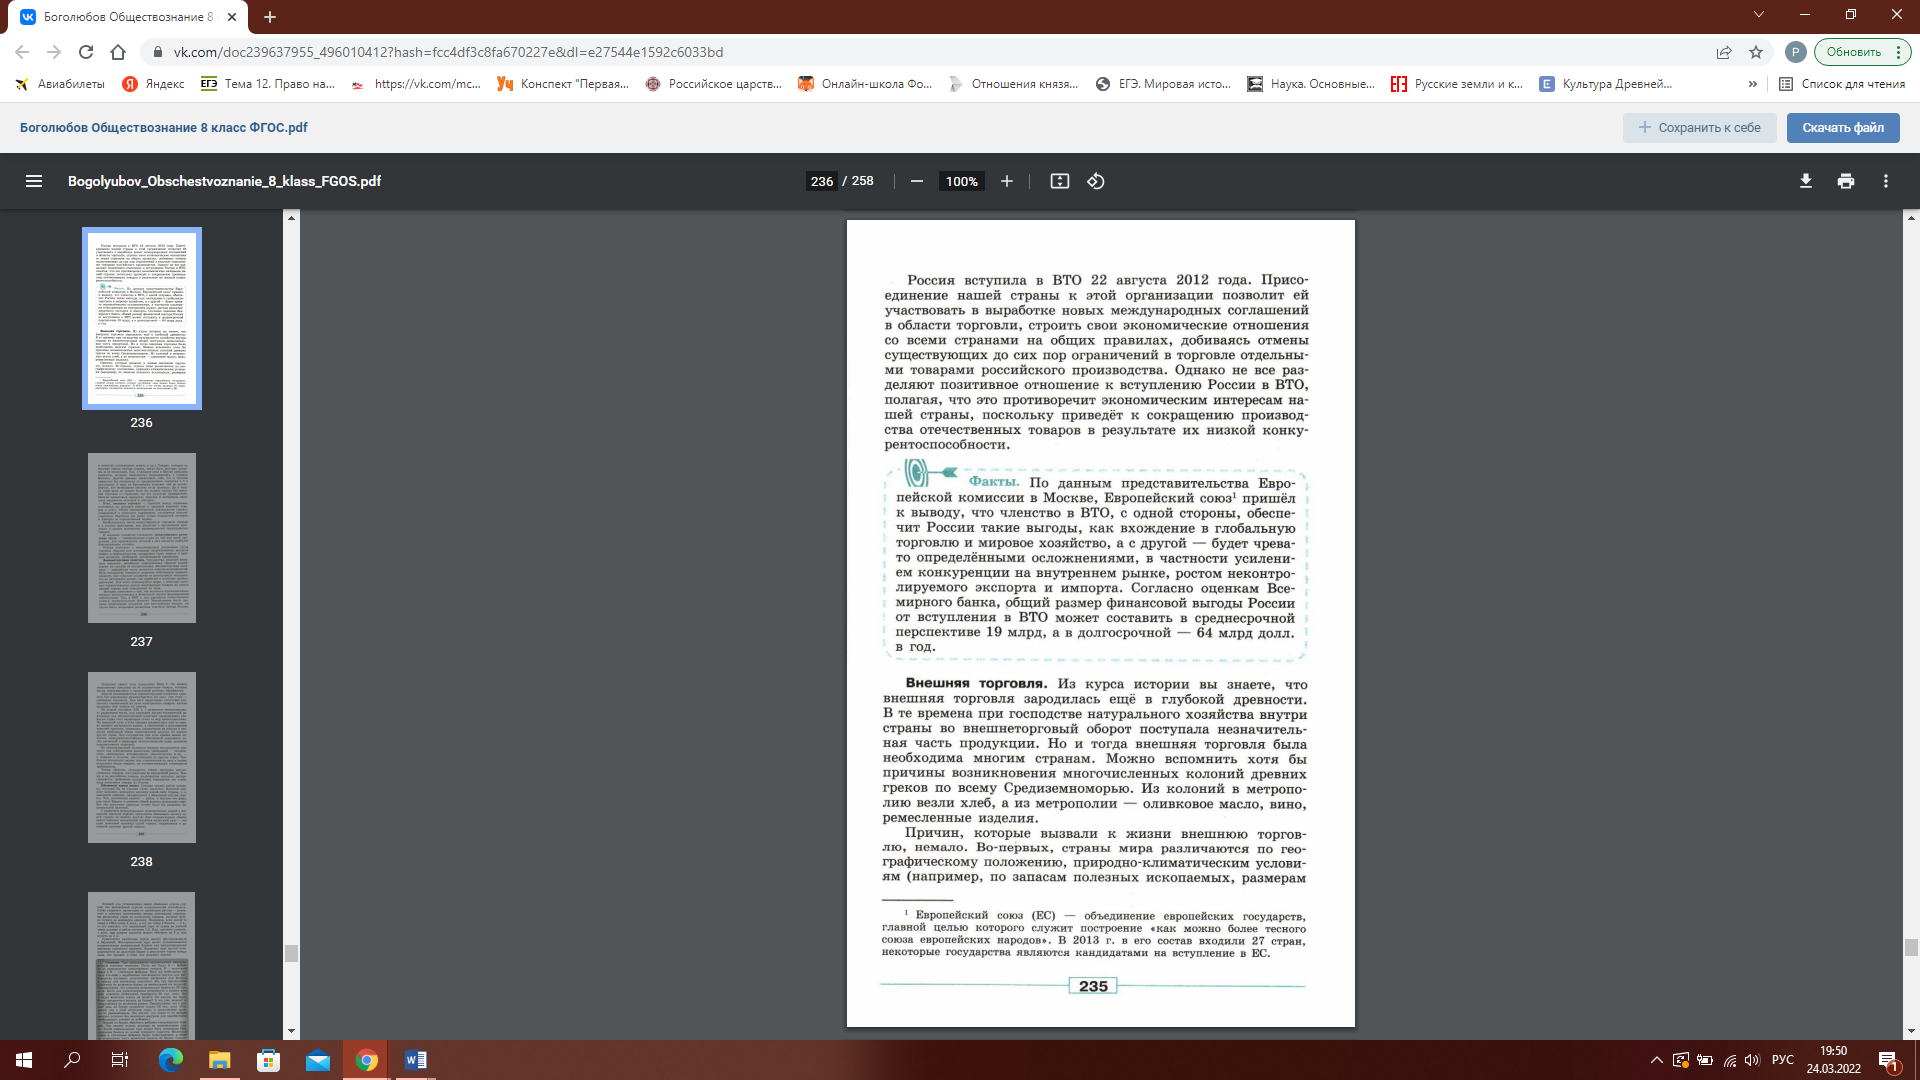 Боголюбов Обществознание 8
vk.com/doc239637955_496010412?hash=fcc4df3c8fa670227e&dl=e27544e1592c6033bd
P
Обновить
Авиабилеты
Яндекс
ЕГЭ Тема 12. Право на...
https://vk.com/mc...
Конспект "Первая...
Российское царств...
Онлайн-школа Фо...
Отношения князя...
ЕГЭ. Мировая исто...
Наука. Основные...
Русские земли и к...
Культура Древней...
»
Список для чтения
Боголюбов Обществознание 8 класс ФГОС.pdf
Сохранить к себе
Скачать файл
Bogolyubov_Obschestvoznanie_8_klass_FGOS.pdf
236 / 258
100%
236
237
238
Россия вступила в ВТО 22 августа 2012 года. Присо-
единение нашей страны к этой организации позволит ей
участвовать в выработке новых международных соглашений
в области торговли, строить свои экономические отношения
со всеми странами на общих правилах, добиваясь отмены
существующих до сих пор ограничений в торговле отдельны-
ми товарами российского производства. Однако не все раз-
деляют позитивное отношение к вступлению России в ВТО,
полагая, что это противоречит экономическим интересам на-
шей страны, поскольку приведёт к сокращению производ-
ства отечественных товаров в результате их низкой конку-
рентоспособности.
Факты. По данным представительства Евро-
пейской комиссии в Москве, Европейский союз¹ пришёл
к выводу, что членство в ВТО, с одной стороны, обеспе-
чит России такие выгоды, как вхождение в глобальную
торговлю и мировое хозяйство, а с другой — будет чрева-
то определёнными осложнениями, в частности усилени-
ем конкуренции на внутреннем рынке, ростом неконтро-
лируемого экспорта и импорта. Согласно оценкам Все-
мирного банка, общий размер финансовой выгоды России
от вступления в ВТО может составить в среднесрочной
перспективе 19 млрд, а в долгосрочной — 64 млрд долл.
в год.
Внешняя торговля. Из курса истории вы знаете, что
внешняя торговля зародилась ещё в глубокой древности.
В те времена при господстве натурального хозяйства внутри
страны во внешнеторговый оборот поступала незначитель-
ная часть продукции. Но и тогда внешняя торговля была
необходима многим странам. Можно вспомнить хотя бы
причины возникновения многочисленных колоний древних
греков по всему Средиземноморью. Из колоний в метропо-
лию везли хлеб, а из метрополии — оливковое масло, вино,
ремесленные изделия.
Причин, которые вызвали к жизни внешнюю торгов-
лю, немало. Во-первых, страны мира различаются по гео-
графическому положению, природно-климатическим услови-
ям (например, по запасам полезных ископаемых, размерам
¹ Европейский союз (ЕС) — объединение европейских государств,
главной целью которого служит построение «как можно более тесного
союза европейских народов». В 2013 г. в его состав входили 27 стран,
некоторые государства являются кандидатами на вступление в ЕС.
235
РУС
19:50
24.03.2022
1